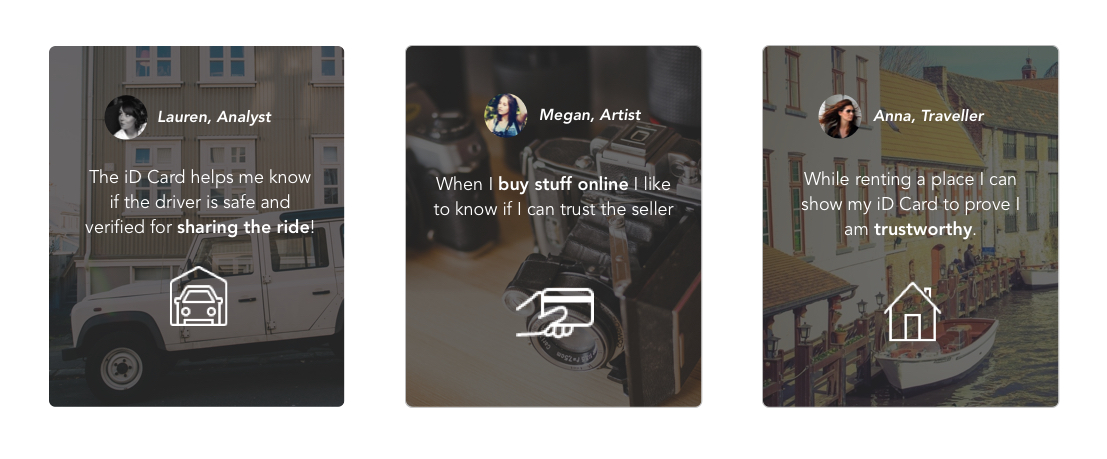 Lauren, Analyst
The iD Card helps me know
if the driver is safe and
verified for sharing the ride!
Megan, Artist
When I buy stuff online I like
to know if I can trust the seller
Anna, Traveller
While renting a place I can
show my iD Card to prove I
am trustworthy.